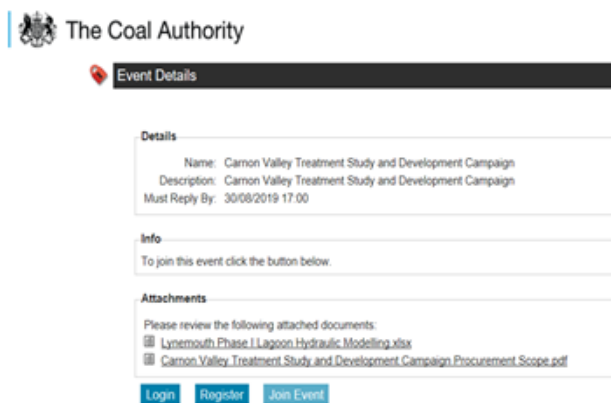 The Coal Authority
Event Details
Details
Name: Carnon Valley Treatment Study and Development Campaign
Description: Carnon Valley Treatment Study and Development Campaign
Must Reply By: 30/08/2019 17:00
Info
To join this event click the button below.
Attachments
Please review the following attached documents:
Lynemouth Phase I Lagoon Hydraulic Modelling.xlsx
Carnon Valley Treatment Study and Development Campaign Procurement Scope.pdf
Login Register Join Event